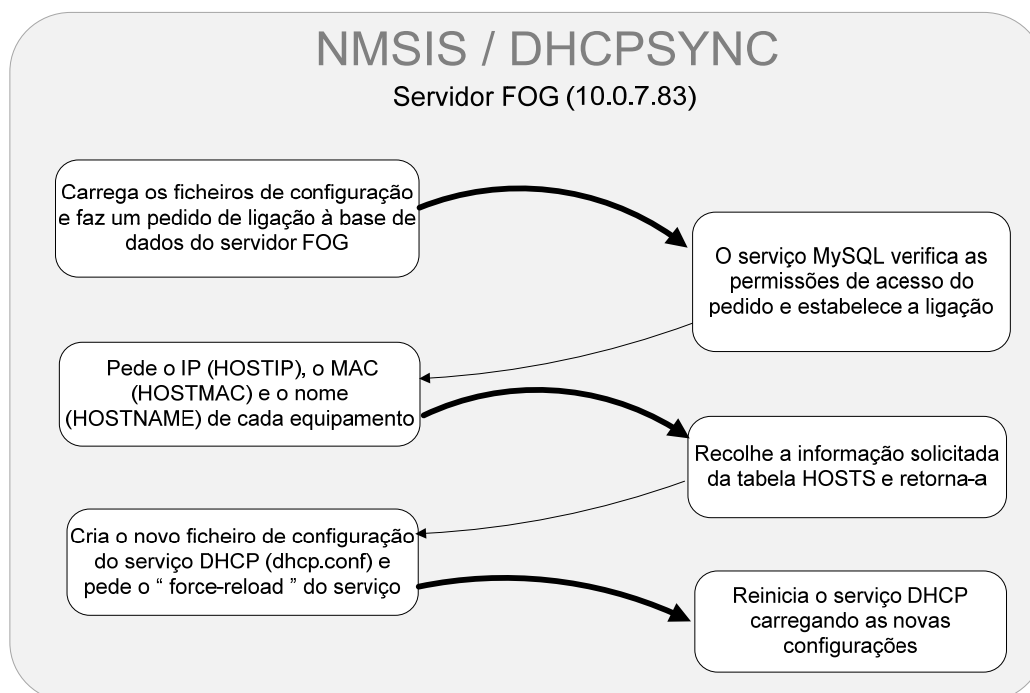 NMSIS / DHCPSYNC
Servidor FOG (10.0.7.83)
Carrega os ficheiros de configuração
e faz um pedido de ligação à base de
dados do servidor FOG
O serviço MySQL verifica as
permissões de acesso do
pedido e estabelece a ligação
Pede o IP (HOSTIP), o MAC
(HOSTMAC) e o nome
(HOSTNAME) de cada equipamento
Recolhe a informação solicitada
da tabela HOSTS e retorna-a
Cria o novo ficheiro de configuração
do serviço DHCP (dhcp.conf) e
pede o “ force-reload ” do serviço
Reinicia o serviço DHCP
carregando as novas
configurações